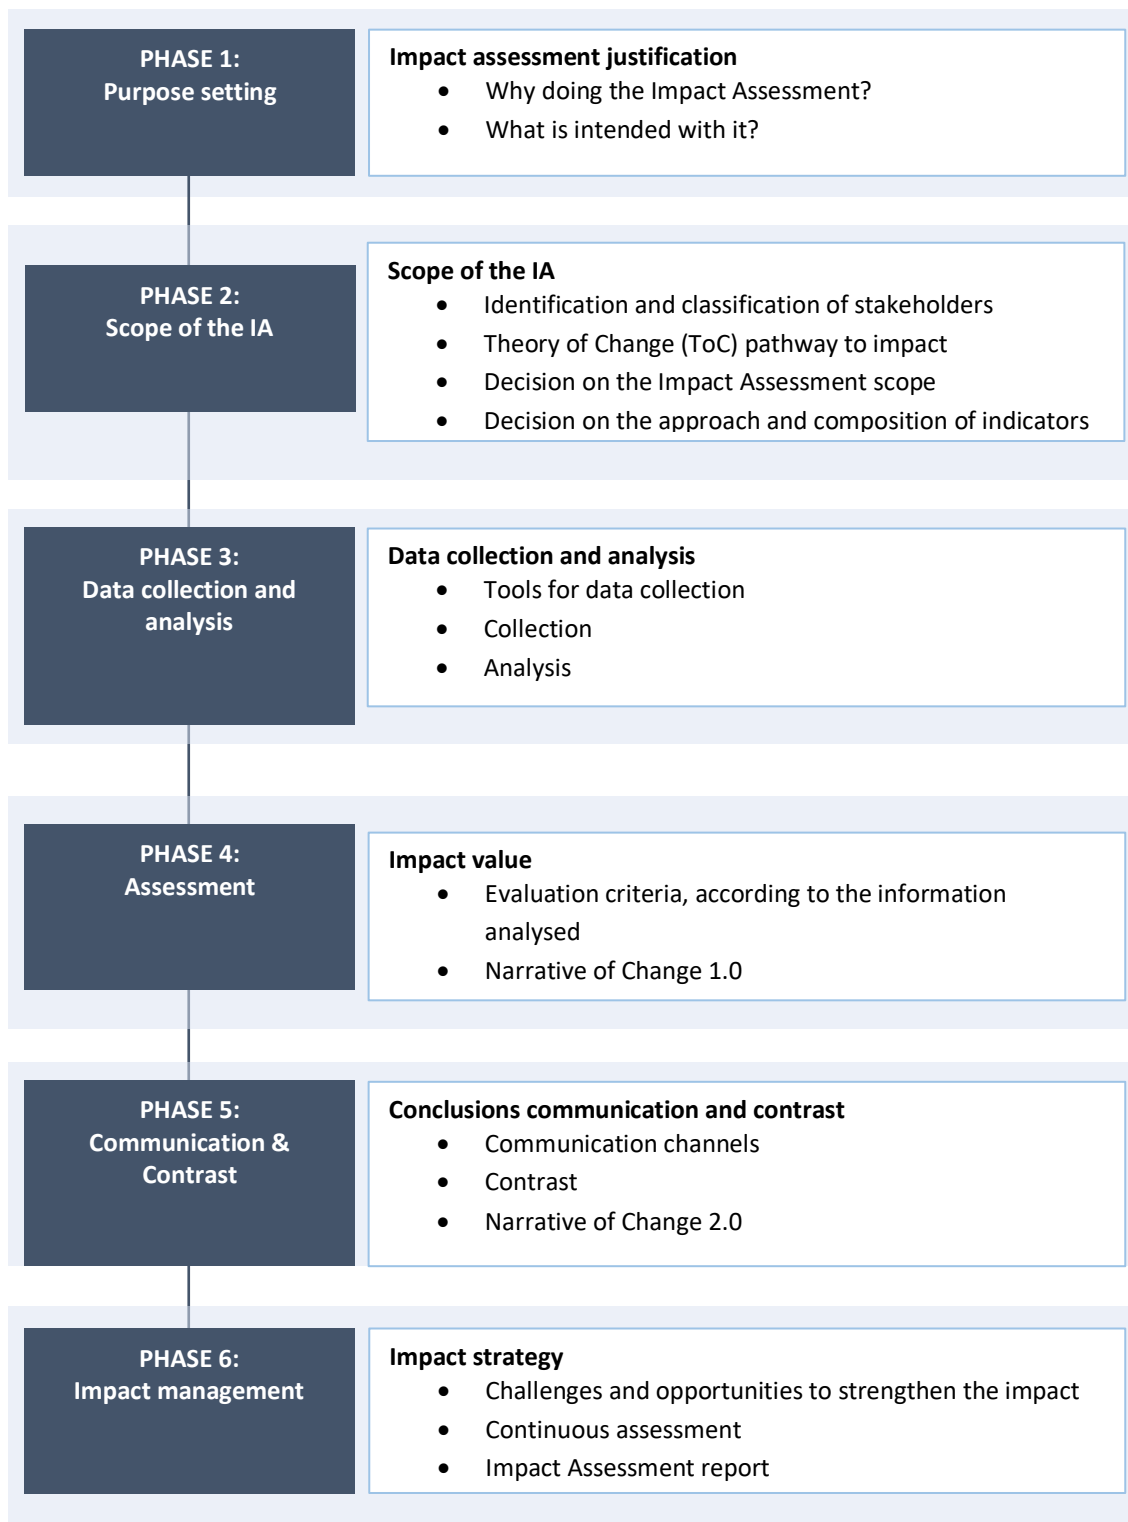 PHASE 1:
Purpose setting
Impact assessment justification
• Why doing the Impact Assessment?
• What is intended with it?
PHASE 2:
Scope of the IA
Scope of the IA
• Identification and classification of stakeholders
• Theory of Change (ToC) pathway to impact
• Decision on the Impact Assessment scope
• Decision on the approach and composition of indicators
PHASE 3:
Data collection and
analysis
Data collection and analysis
• Tools for data collection
• Collection
• Analysis
PHASE 4:
Assessment
Impact value
• Evaluation criteria, according to the information
analysed
• Narrative of Change 1.0
PHASE 5:
Communication &
Contrast
Conclusions communication and contrast
• Communication channels
• Contrast
• Narrative of Change 2.0
PHASE 6:
Impact management
Impact strategy
• Challenges and opportunities to strengthen the impact
• Continuous assessment
• Impact Assessment report